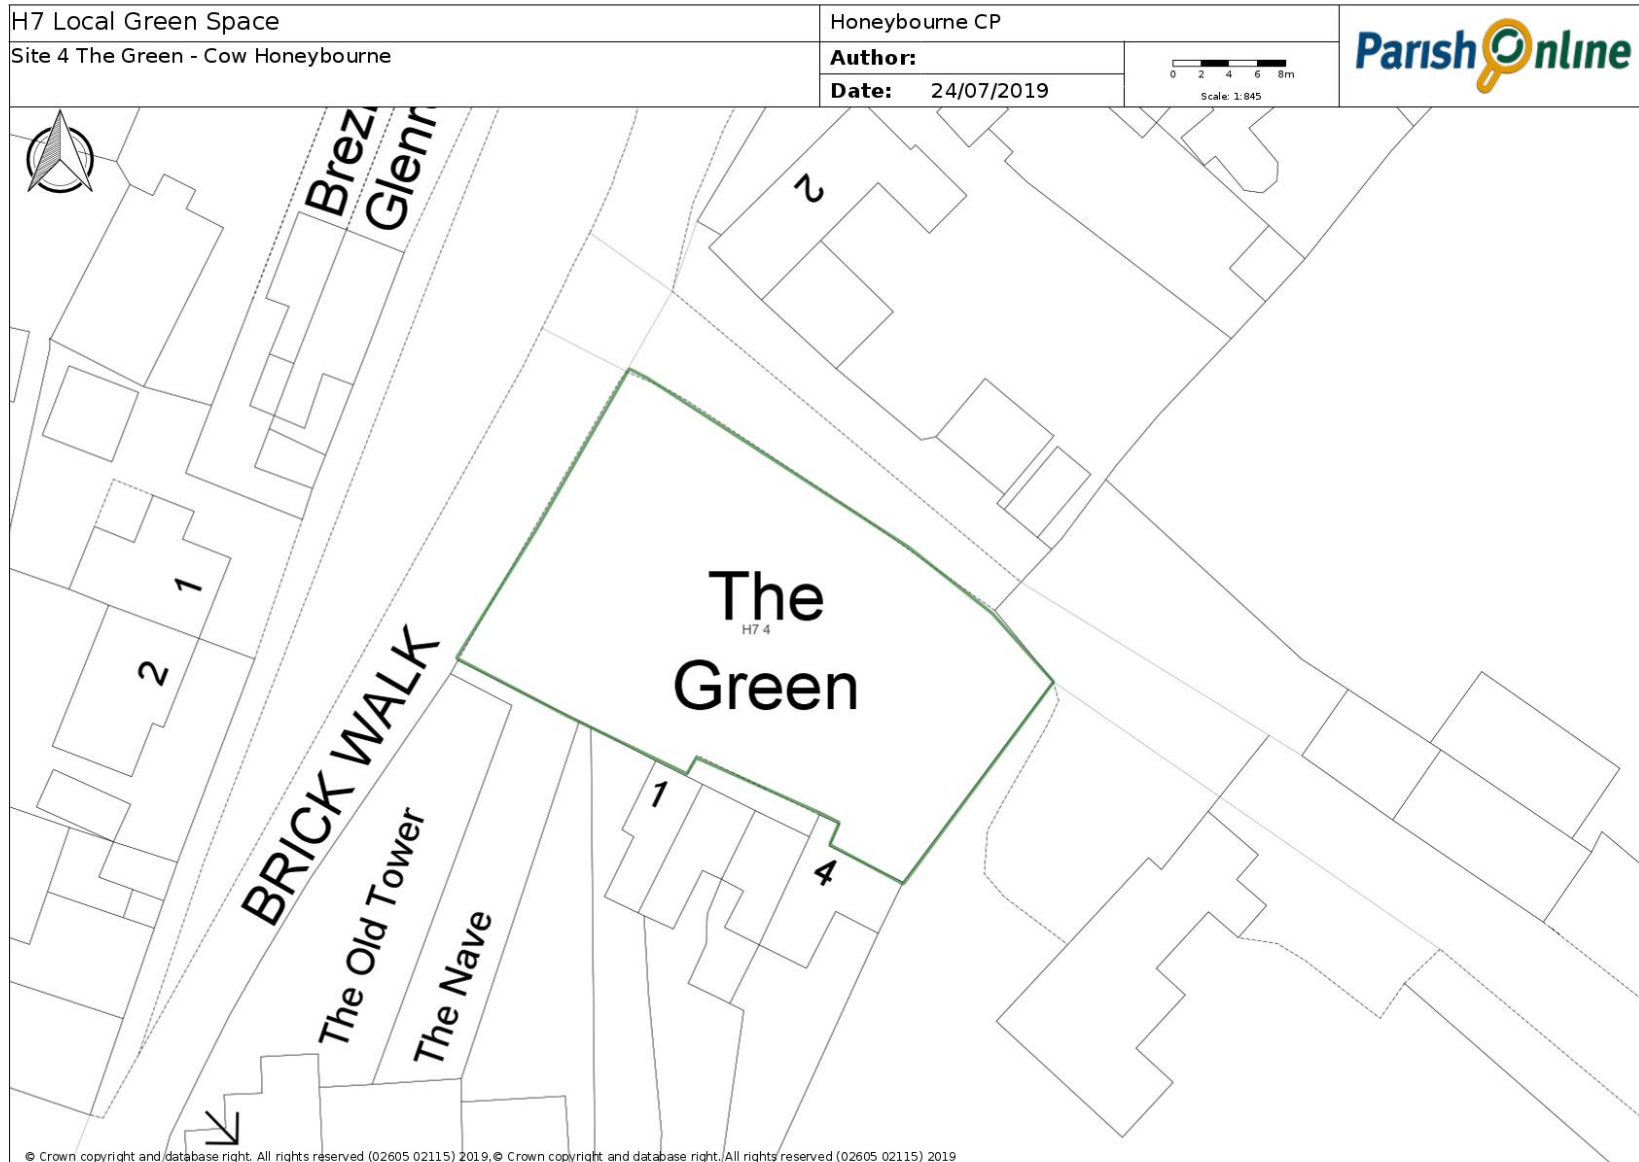 H7 Local Green Space
Site 4 The Green - Cow Honeybourne
Honeybourne CP
Author:
Date: 24/07/2019
0 2 4 6 8m
Scale: 1:845
Parish Online
2
1
2
BRICK WALK
The
H7 4
Green
1
4
The Old Tower
The Nave
© Crown copyright and database right. All rights reserved (02605 02115) 2019,© Crown copyright and database right. All rights reserved (02605 02115) 2019